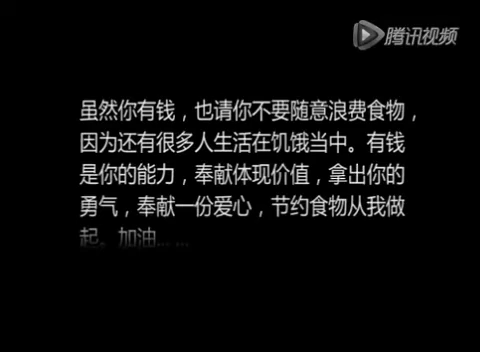 腾讯视频
虽然你有钱，也请你不要随意浪费食物，
因为还有很多人生活在饥饿当中。有钱
是你的能力，奉献体现价值，拿出你的
勇气，奉献一份爱心，节约食物从我做
起。加油... ...